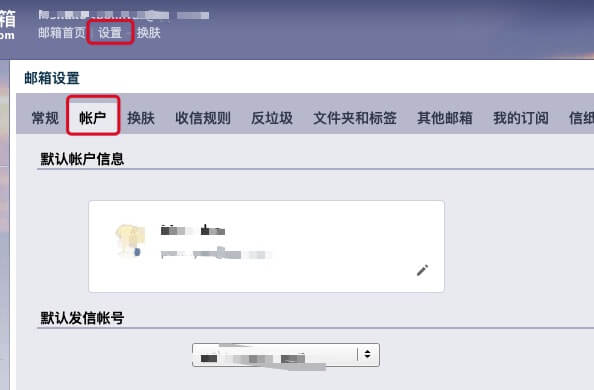 箱
om
邮箱首页 设置 - 换肤
邮箱设置
常规 帐户 换肤 收信规则 反垃圾 文件夹和标签 其他邮箱 我的订阅 信纸
默认帐户信息
默认发信帐号